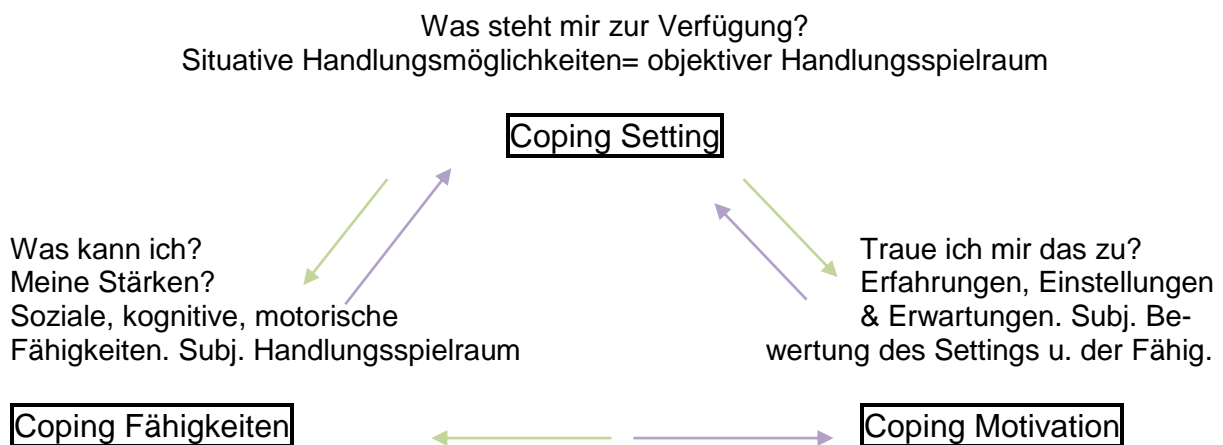 Was steht mir zur Verfügung?
Situative Handlungsmöglichkeiten= objektiver Handlungsspielraum
Coping Setting
Was kann ich?
Meine Stärken?
Soziale, kognitive, motorische
Fähigkeiten. Subj. Handlungsspielraum
Traue ich mir das zu?
Erfahrungen, Einstellungen
& Erwartungen. Subj. Be-
wertung des Settings u. der Fähig.
Coping Fähigkeiten
Coping Motivation